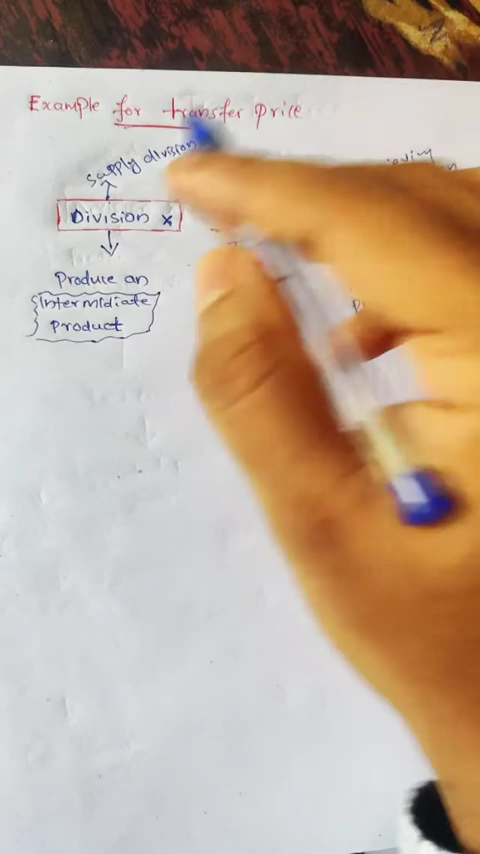 Example for transfer Price
supply division
Division X
Produce an
Intermidiate
Product